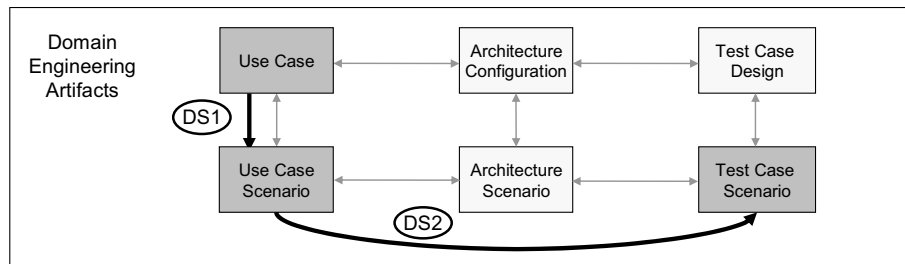 Domain
Engineering
Artifacts
Use Case
Architecture
Configuration
Test Case
Design
DS1
Use Case
Scenario
Architecture
Scenario
Test Case
Scenario
DS2